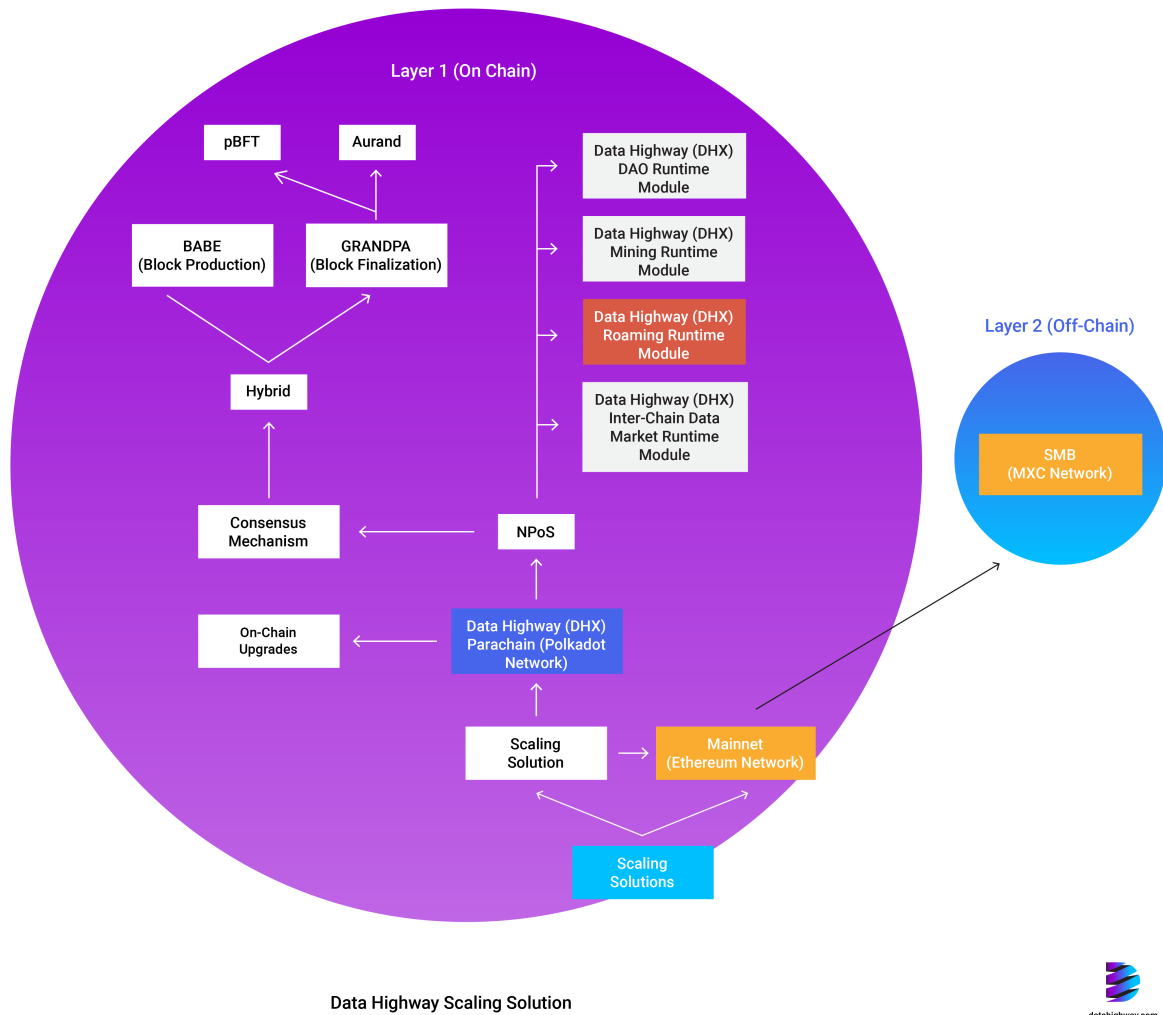 Layer 1 (On Chain)
pBFT
Aurand
Data Highway (DHX)
DAO Runtime
Module
BABE
(Block Production)
GRANDPA
(Block Finalization)
Data Highway (DHX)
Mining Runtime
Module
Data Highway (DHX)
Roaming Runtime
Module
Layer 2 (Off-Chain)
Hybrid
Data Highway (DHX)
Inter-Chain Data
Market Runtime
Module
SMB
(MXC Network)
Consensus
Mechanism
NPoS
On-Chain
Upgrades
Data Highway (DHX)
Parachain (Polkadot
Network)
Scaling
Solution
Mainnet
(Ethereum Network)
Scaling
Solutions
Data Highway Scaling Solution
datahighway.com